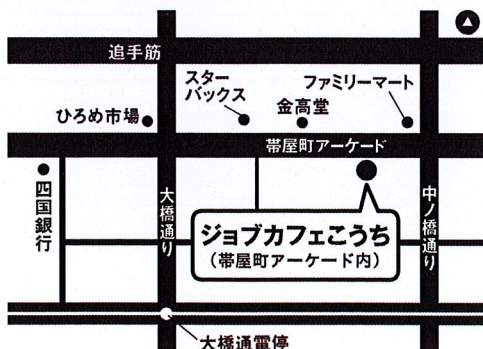 追手筋
スター
バックス
ファミリーマート
金高堂
ひろめ市場
帯屋町アーケード
四国銀行
大橋通り
中ノ橋通り
ジョブカフェこうち
(帯屋町アーケード内)
大橋通電停